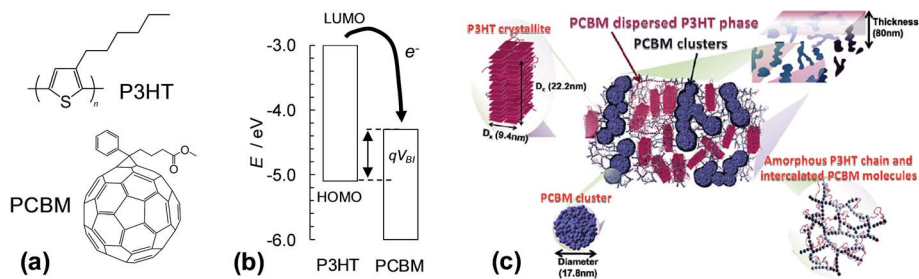 S
n
P3HT
O
O
PCBM
(a)
LUMO
-3.0
e⁻
-4.0
E / eV
qV_BI
-5.0
HOMO
-6.0
P3HT PCBM
(b)
P3HT crystallite
D_z (22.2nm)
D_x (9.4nm)
PCBM dispersed P3HT phase
PCBM clusters
Thickness
(80nm)
PCBM cluster
Diameter
(17.8nm)
Amorphous P3HT chain and
intercalated PCBM molecules
(c)